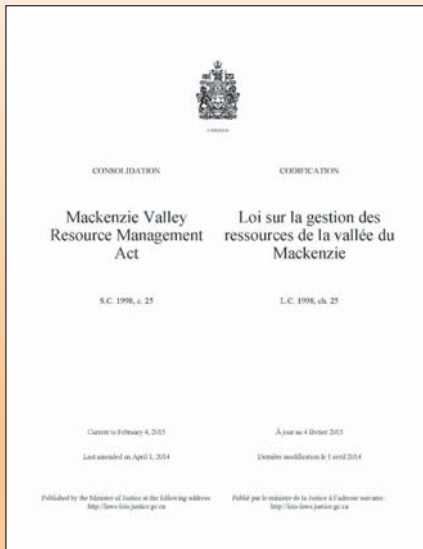 CANADA
CONSOLIDATION
Mackenzie Valley
Resource Management
Act
S.C. 1998, c. 25
Current to February 4, 2015
Last amended on April 1, 2014
Published by the Minister of Justice at the following address:
http://laws-lois.justice.gc.ca
CODIFICATION
Loi sur la gestion des
ressources de la vallée du
Mackenzie
L.C. 1998, ch. 25
À jour au 4 février 2015
Dernière modification le 1 avril 2014
Publié par le ministre de la Justice à l'adresse suivante :
http://lois-laws.justice.gc.ca